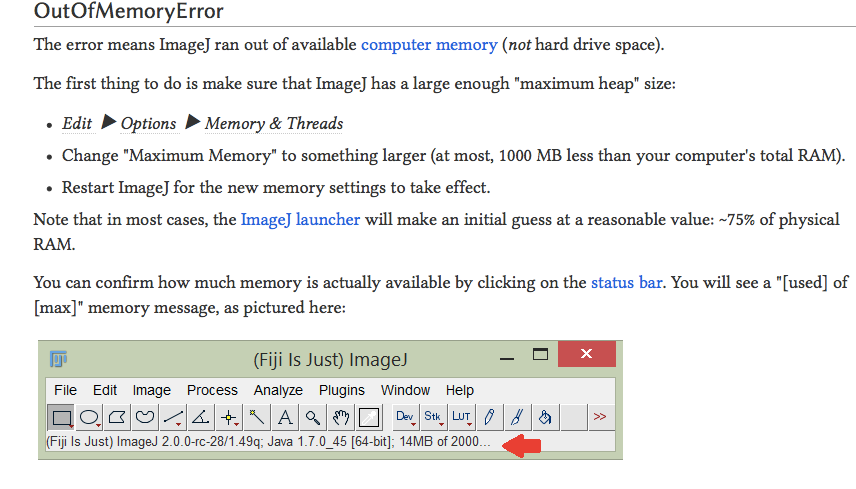 OutOfMemoryError
The error means ImageJ ran out of available computer memory (not hard drive space).
The first thing to do is make sure that ImageJ has a large enough "maximum heap" size:
• Edit ▶ Options ▶ Memory & Threads
• Change "Maximum Memory" to something larger (at most, 1000 MB less than your computer's total RAM).
• Restart ImageJ for the new memory settings to take effect.
Note that in most cases, the ImageJ launcher will make an initial guess at a reasonable value: ~75% of physical
RAM.
You can confirm how much memory is actually available by clicking on the status bar. You will see a "[used] of
[max]" memory message, as pictured here:
(Fiji Is Just) ImageJ
File Edit Image Process Analyze Plugins Window Help
A Dev Stk LUT >>
(Fiji Is Just) ImageJ 2.0.0-rc-28/1.49q; Java 1.7.0_45 [64-bit]; 14MB of 2000...